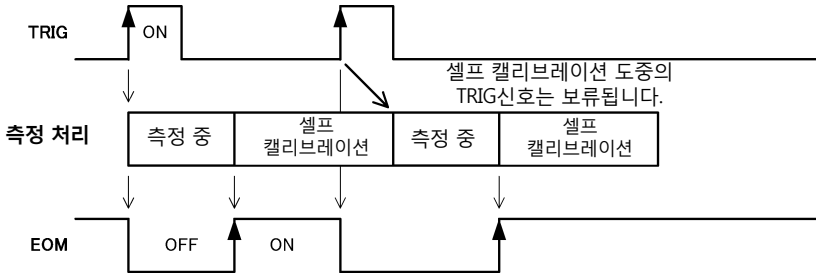 TRIG
ON
셀프 캘리브레이션 도중의
TRIG신호는 보류됩니다.
측정 처리
측정 중
셀프
캘리브레이션
측정 중
셀프
캘리브레이션
EOM
OFF
ON